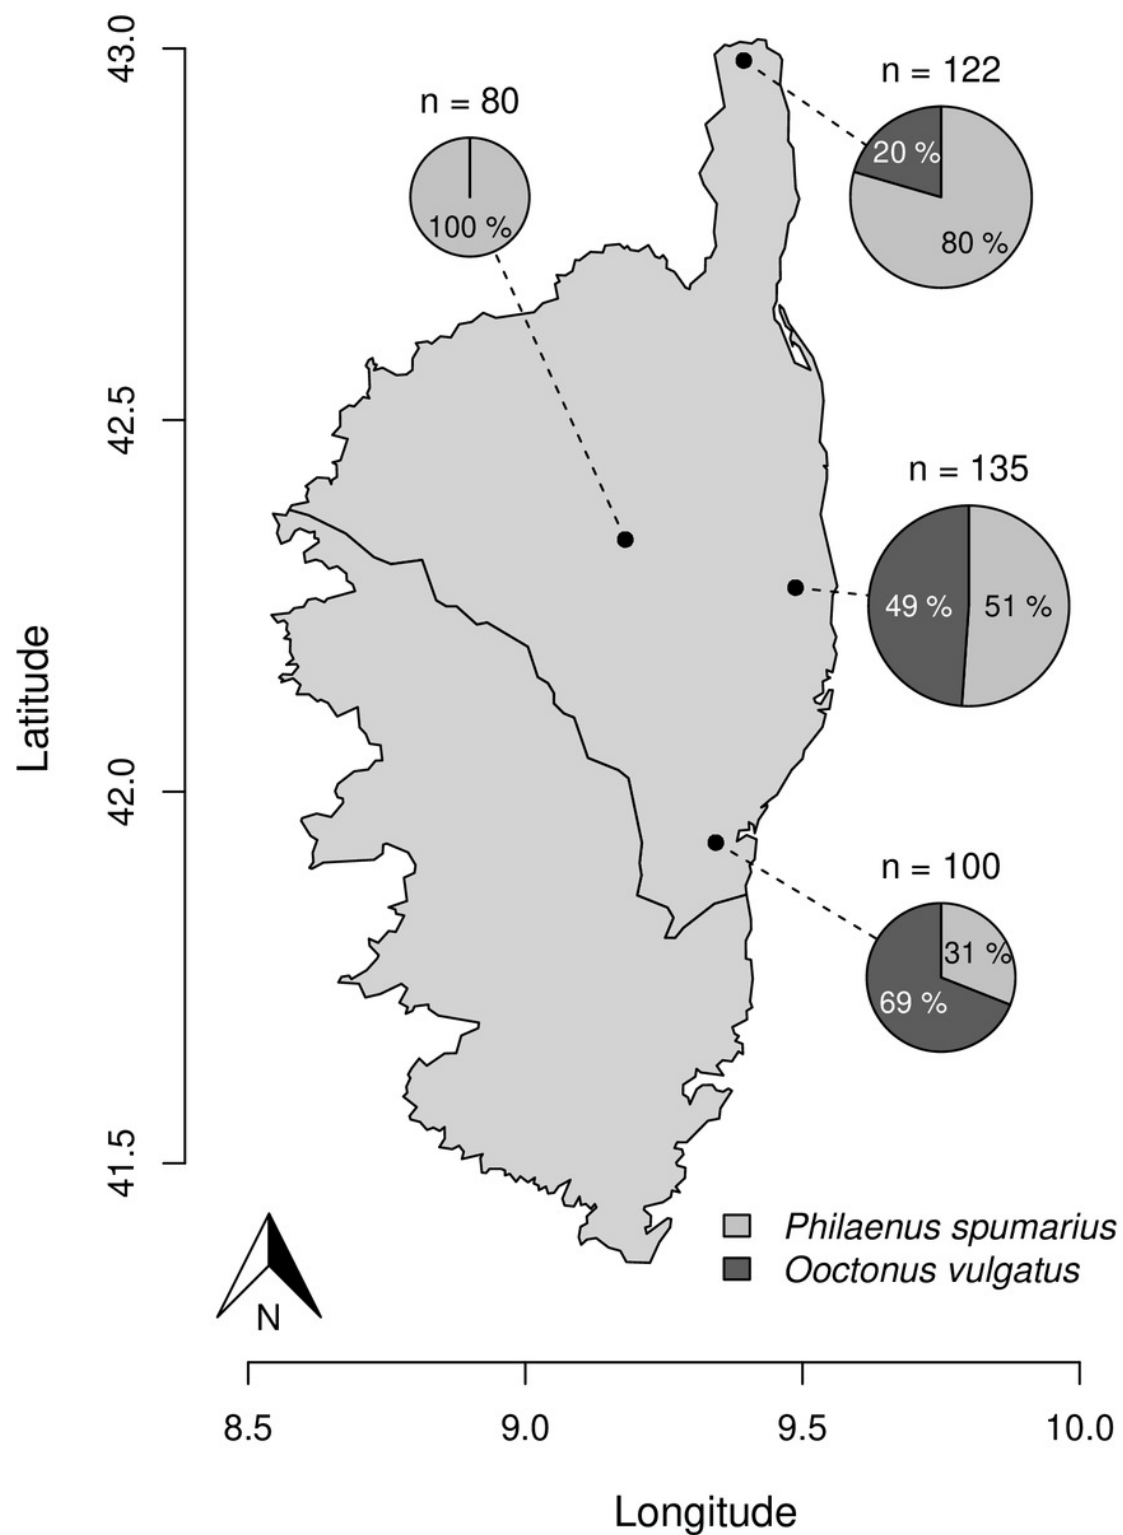 43.0
n = 122
n = 80
20 %
80 %
100 %
42.5
n = 135
49 %
51 %
Latitude
42.0
n = 100
31 %
69 %
41.5
Philaenus spumarius
Ooctonus vulgatus
N
8.5
9.0
9.5
10.0
Longitude